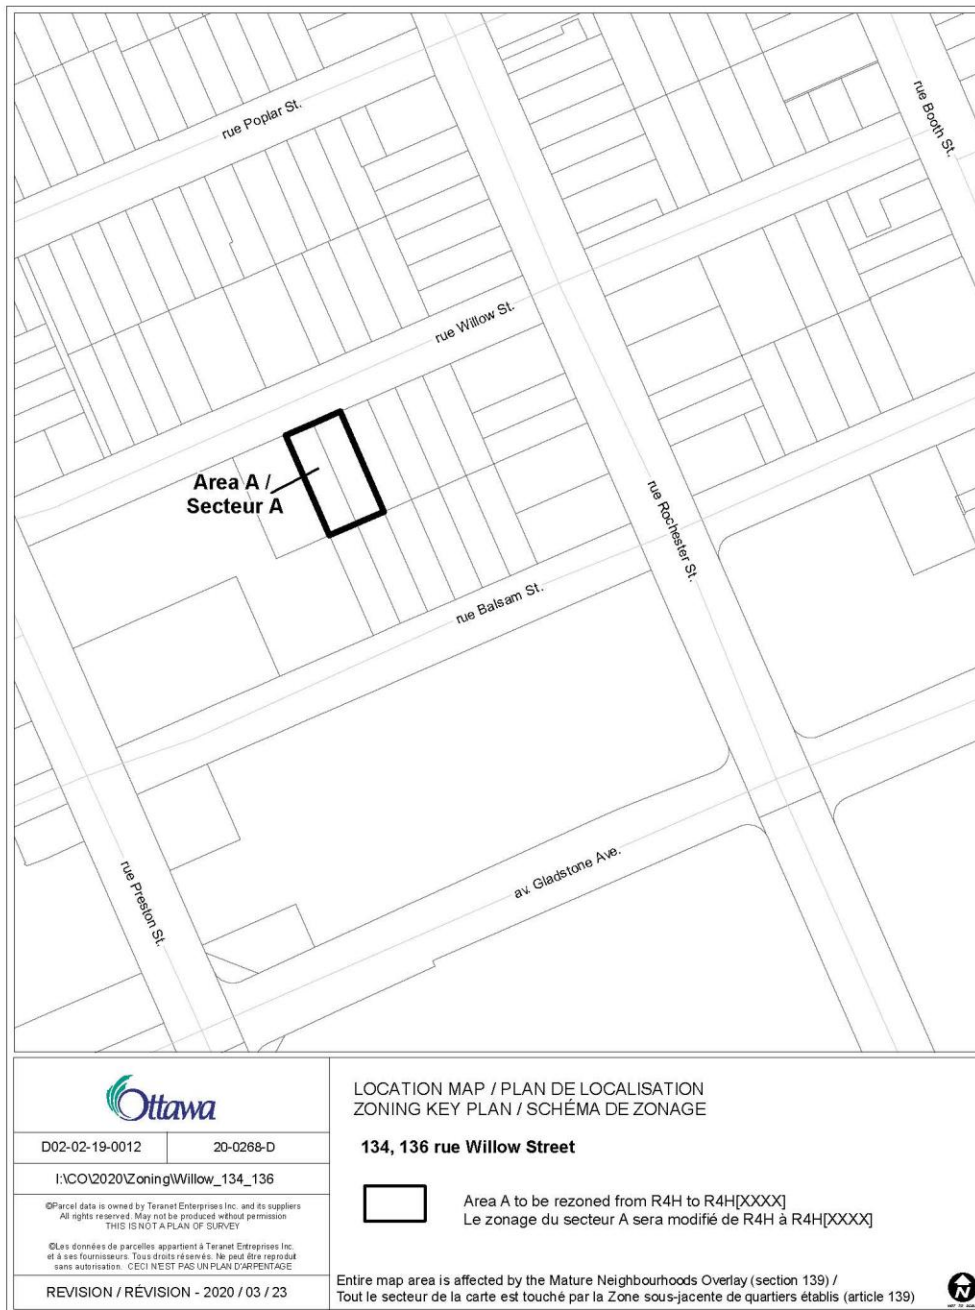 rue Poplar St.
rue Booth St.
rue Willow St.
Area A /
Secteur A
rue Rochester St.
rue Balsam St.
rue Preston St.
av. Gladstone Ave.
Ottawa
D02-02-19-0012
20-0268-D
I:\CO\2020\Zoning\Willow_134_136
©Parcel data is owned by Teranet Enterprises Inc. and its suppliers
All rights reserved. May not be produced without permission
THIS IS NOT A PLAN OF SURVEY
©Les données de parcelles appartient à Teranet Entreprises Inc.
et à ses fournisseurs. Tous droits réservés. Ne peut être reproduit
sans autorisation. CECI N'EST PAS UN PLAN D'ARPENTAGE
REVISION / RÉVISION - 2020 / 03 / 23
LOCATION MAP / PLAN DE LOCALISATION
ZONING KEY PLAN / SCHÉMA DE ZONAGE
134, 136 rue Willow Street
Area A to be rezoned from R4H to R4H[XXXX]
Le zonage du secteur A sera modifié de R4H à R4H[XXXX]
Entire map area is affected by the Mature Neighbourhoods Overlay (section 139) /
Tout le secteur de la carte est touché par la Zone sous-jacente de quartiers établis (article 139)
N